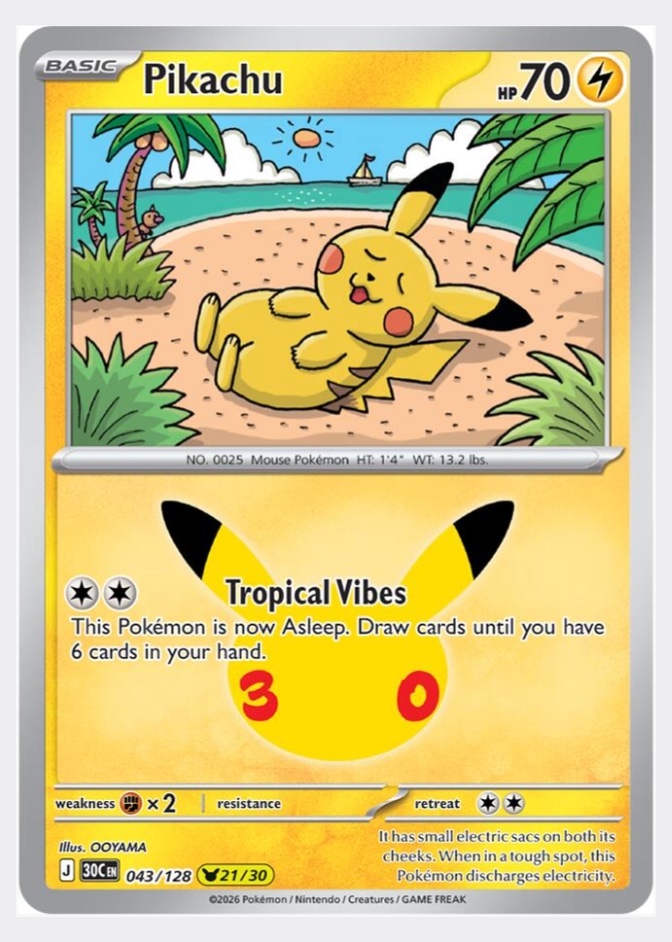 BASIC Pikachu HP 70
NO. 0025 Mouse Pokémon HT: 1'4" WT: 13.2 lbs.
Tropical Vibes
This Pokémon is now Asleep. Draw cards until you have
6 cards in your hand.
3 0
weakness ×2 resistance retreat
Illus. OOYAMA
J 30C EN 043/128 21/30
It has small electric sacs on both its
cheeks. When in a tough spot, this
Pokémon discharges electricity.
©2026 Pokémon / Nintendo / Creatures / GAME FREAK